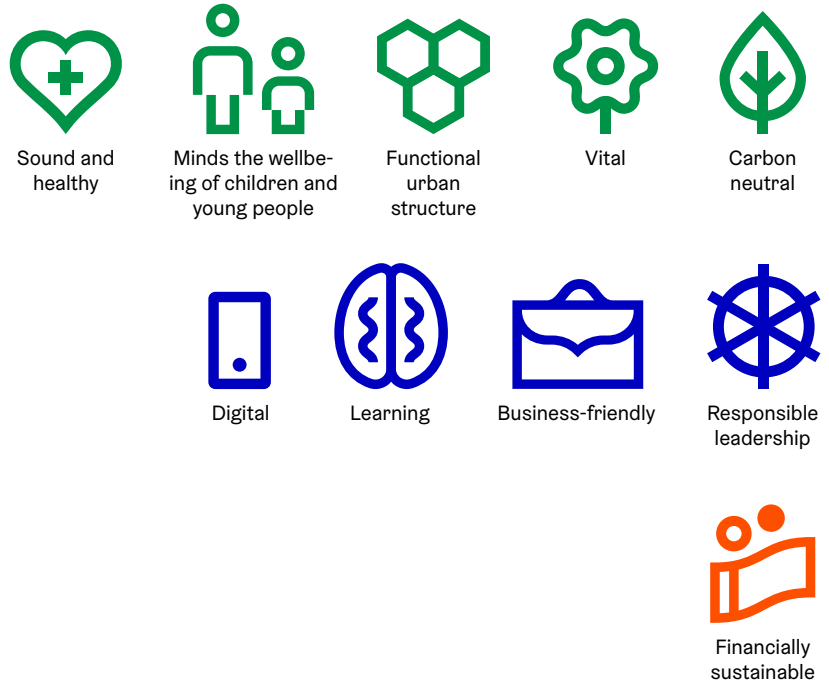 Sound and
healthy
Minds the wellbe-
ing of children and
young people
Functional
urban
structure
Vital
Carbon
neutral
Digital
Learning
Business-friendly
Responsible
leadership
Financially
sustainable